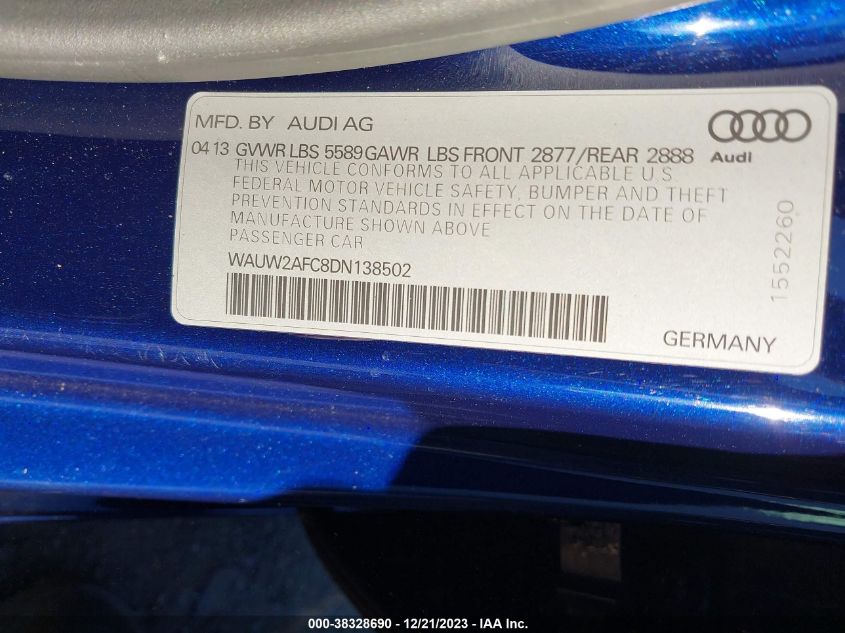 MFD. BY AUDI AG
Audi
04 13 GVWR LBS 5589 GAWR LBS FRONT 2877/REAR 2888
THIS VEHICLE CONFORMS TO ALL APPLICABLE U S
FEDERAL MOTOR VEHICLE SAFETY, BUMPER AND THEFT
PREVENTION STANDARDS IN EFFECT ON THE DATE OF
MANUFACTURE SHOWN ABOVE
PASSENGER CAR
WAUW2AFC8DN138502
1552260
GERMANY
000-38328690 - 12/21/2023 - IAA Inc.